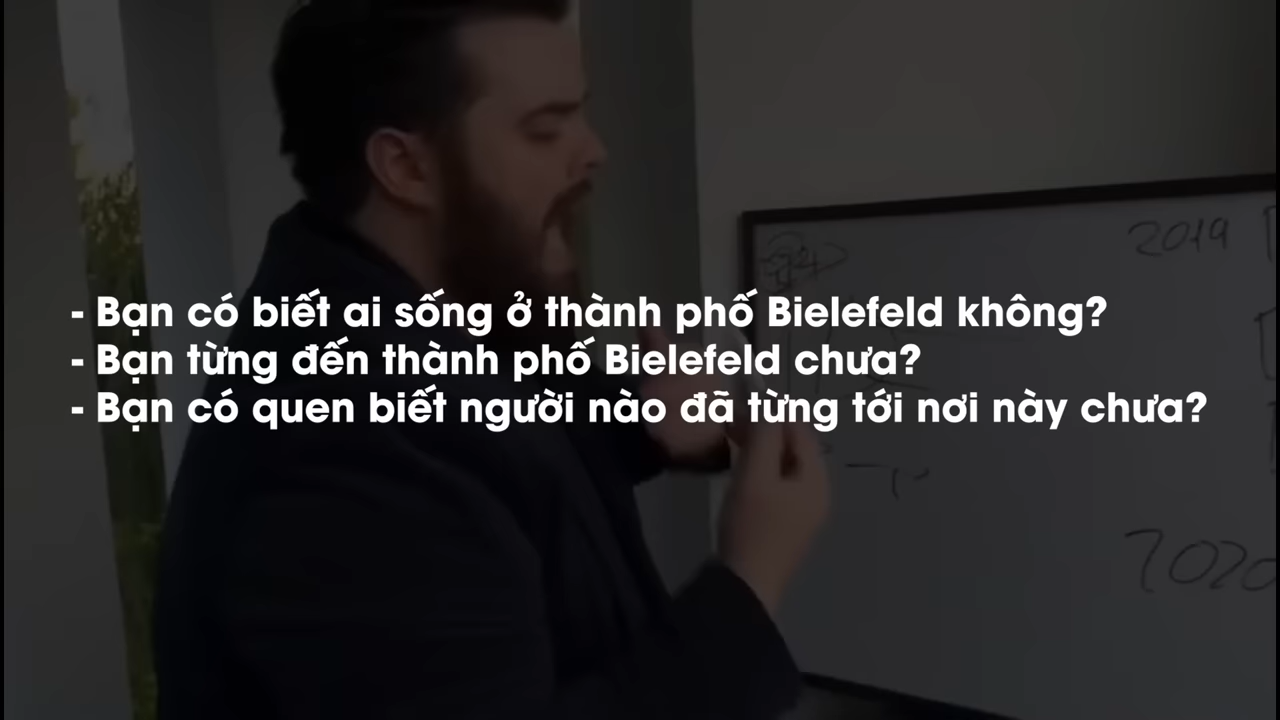 - Bạn có biết ai sống ở thành phố Bielefeld không?
- Bạn từng đến thành phố Bielefeld chưa?
- Bạn có quen biết người nào đã từng tới nơi này chưa?
2019
2020